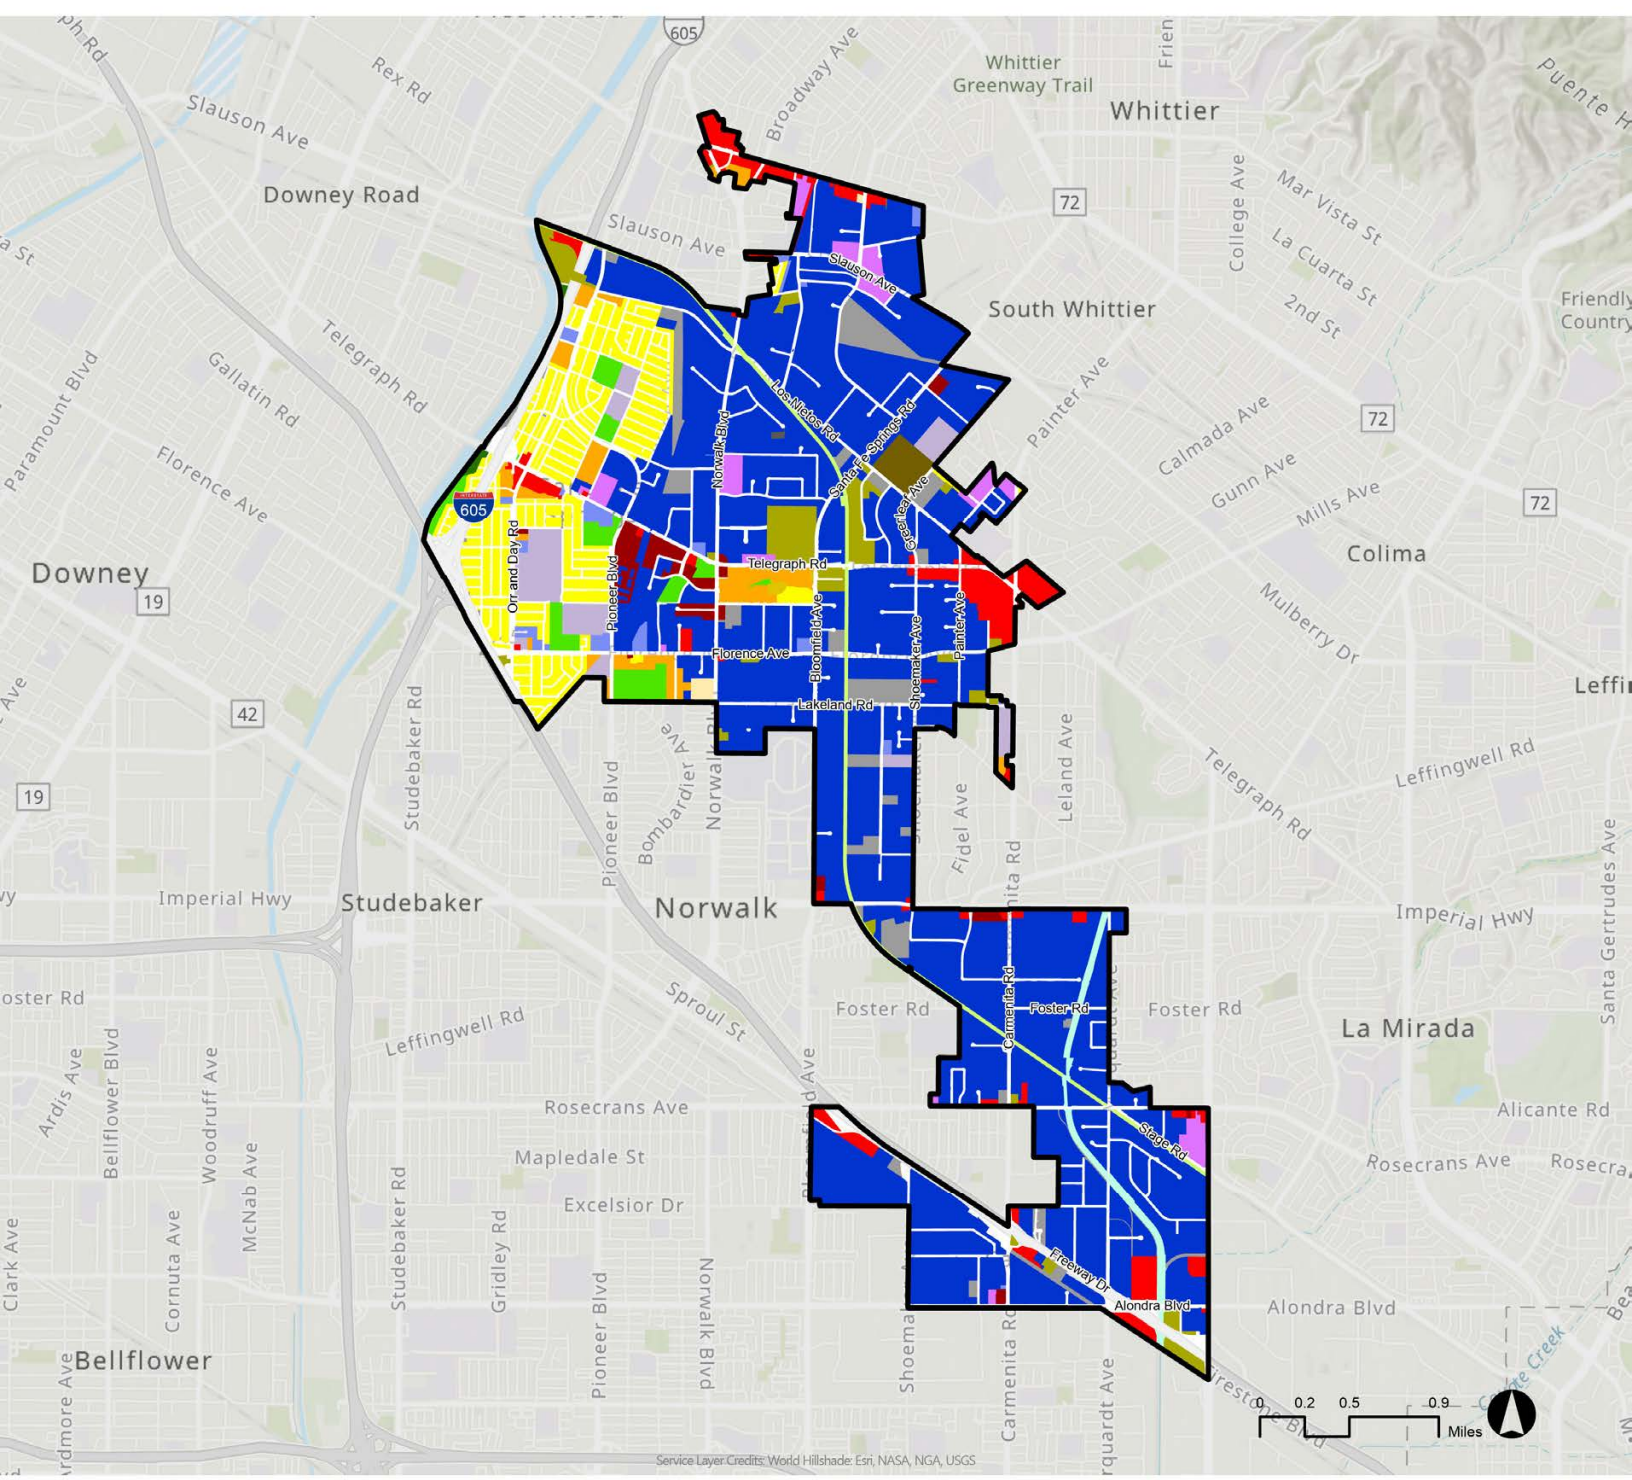 605
Rex Rd
Broadway Ave
Whittier
Greenway Trail
Whittier
Slauson Ave
Downey Road
72
College Ave
Mar Vista St
Slauson Ave
La Cuarta St
Slauson Ave
2nd St
South Whittier
Friendly
Country
Telegraph Rd
Gallatin Rd
Paramount Blvd
Los Nietos Rd
Painter Ave
Calmada Ave
72
Norwalk Blvd
Santa Fe Springs Rd
Florence Ave
Gunn Ave
Mills Ave
72
INTERSTATE
605
Greenleaf Ave
Colima
Orr and Day Rd
Pioneer Blvd
Telegraph Rd
Downey
19
Mulberry Dr
Bloomfield Ave
Shoemaker Ave
Painter Ave
Florence Ave
Lakeland Rd
42
Studebaker Rd
Leland Ave
Telegraph Rd
Leffingwell Rd
19
Pioneer Blvd
Bombardier Ave
Fidel Ave
Santa Gertrudes Ave
Imperial Hwy
Studebaker
Norwalk
Imperial Hwy
Foster Rd
Carmenita Rd
Foster Rd
Foster Rd
Sproul St
Leffingwell Rd
La Mirada
Ardis Ave
Bellflower Blvd
Woodruff Ave
Rosecrans Ave
Alicante Rd
Stage Rd
Mapledale St
Rosecrans Ave
Excelsior Dr
McNab Ave
Studebaker Rd
Clark Ave
Cornuta Ave
Gridley Rd
Pioneer Blvd
Norwalk Blvd
Freeway Dr
Alondra Blvd
Alondra Blvd
Bellflower
Ardmore Ave
Carmenita Rd
0 0.2 0.5 0.9
Miles
Service Layer Credits: World Hillshade: Esri, NASA, NGA, USGS